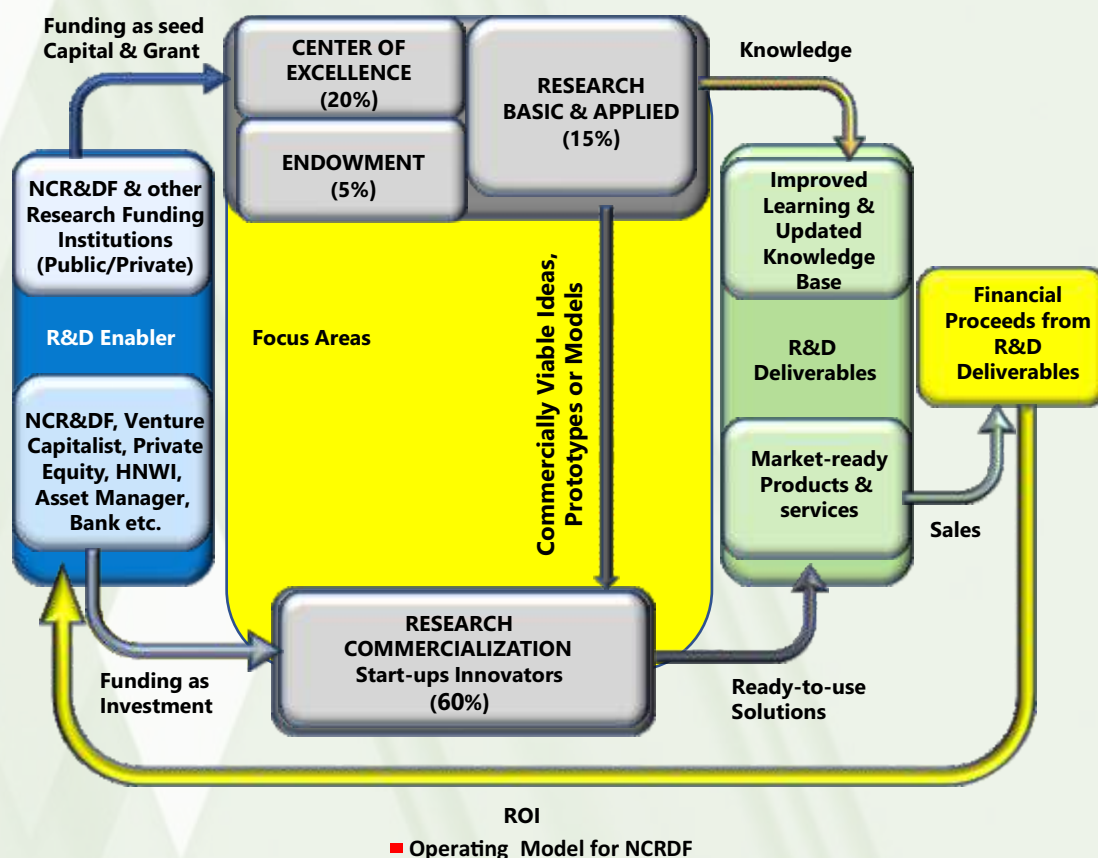 Funding as seed
Capital & Grant
CENTER OF
EXCELLENCE
(20%)
RESEARCH
BASIC & APPLIED
(15%)
ENDOWMENT
(5%)
Knowledge
NCR&DF & other
Research Funding
Institutions
(Public/Private)
R&D Enabler
NCR&DF, Venture
Capitalist, Private
Equity, HNWI,
Asset Manager,
Bank etc.
Focus Areas
Commercially Viable Ideas,
Prototypes or Models
Improved
Learning &
Updated
Knowledge
Base
R&D
Deliverables
Market-ready
Products &
services
Financial
Proceeds from
R&D
Deliverables
Sales
Funding as
Investment
RESEARCH
COMMERCIALIZATION
Start-ups Innovators
(60%)
Ready-to-use
Solutions
ROI
Operating Model for NCRDF